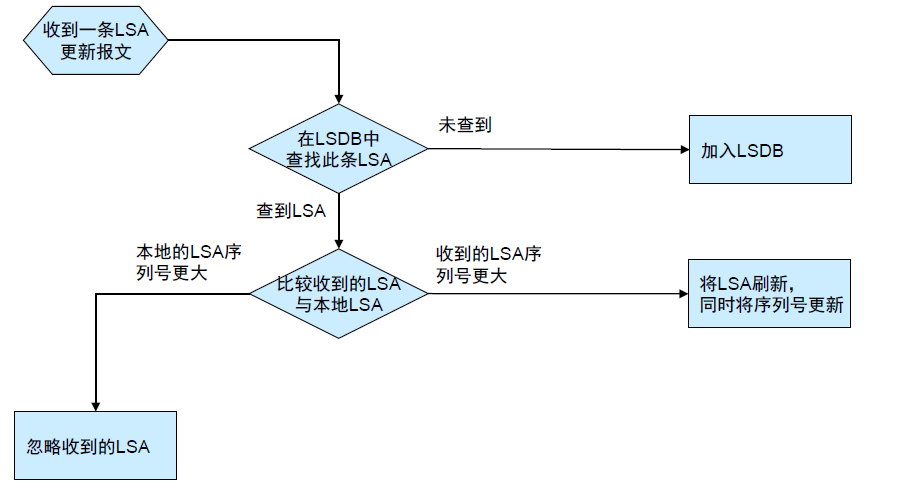 收到一条LSA
更新报文
在LSDB中
查找此条LSA
未查到
加入LSDB
查到LSA
本地的LSA序
列号更大
比较收到的LSA
与本地LSA
收到的LSA序
列号更大
将LSA刷新，
同时将序列号更新
忽略收到的LSA